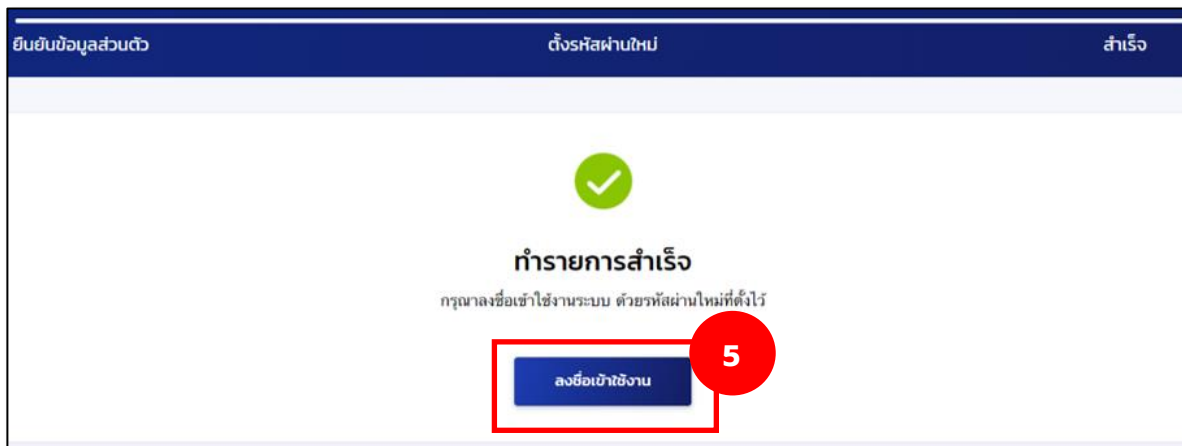 ยืนยันข้อมูลส่วนตัว ตั้งรหัสผ่านใหม่ สำเร็จ
ทำรายการสำเร็จ
กรุณาลงชื่อเข้าใช้งานระบบ ด้วยรหัสผ่านใหม่ที่ตั้งไว้
5
ลงชื่อเข้าใช้งาน